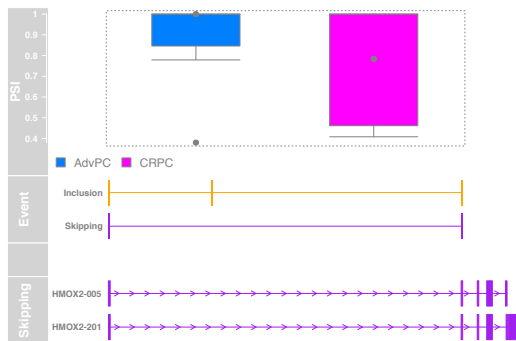 1
0.9
0.8
0.7
0.6
0.5
0.4
PSI
AdvPC CRPC
Event
Inclusion
Skipping
Skipping
HMOX2-005
HMOX2-201